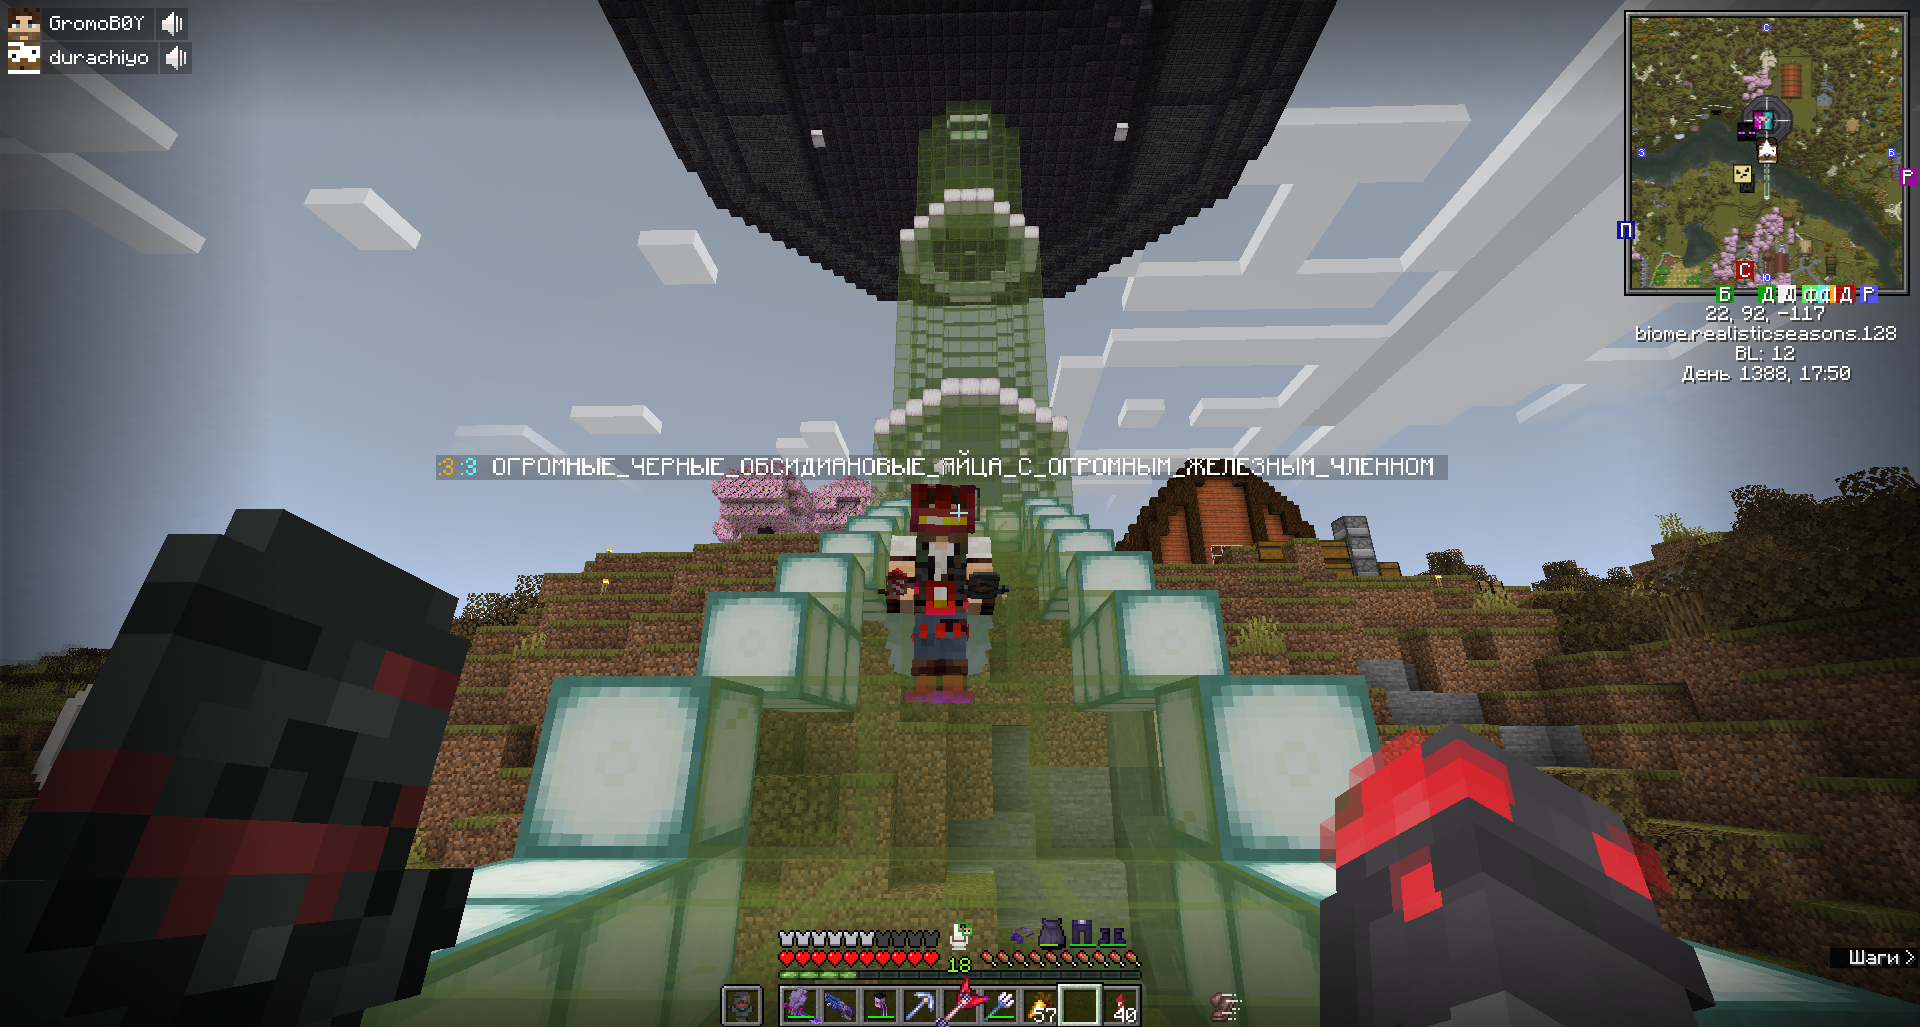 GromoB0Y
durachiyo
С
З
В
Р
П
С
Ю
Б Д Д Ф Д Р
22, 92, -117
biome.realisticseasons.128
BL: 12
День 1388, 17:50
:3 :3 ОГРОМНЫЕ_ЧЕРНЫЕ_ОБСИДИАНОВЫЕ_ЯЙЦА_С_ОГРОМНЫМ_ЖЕЛЕЗНЫМ_ЧЛЕННОМ
Шаги >
18
57
40